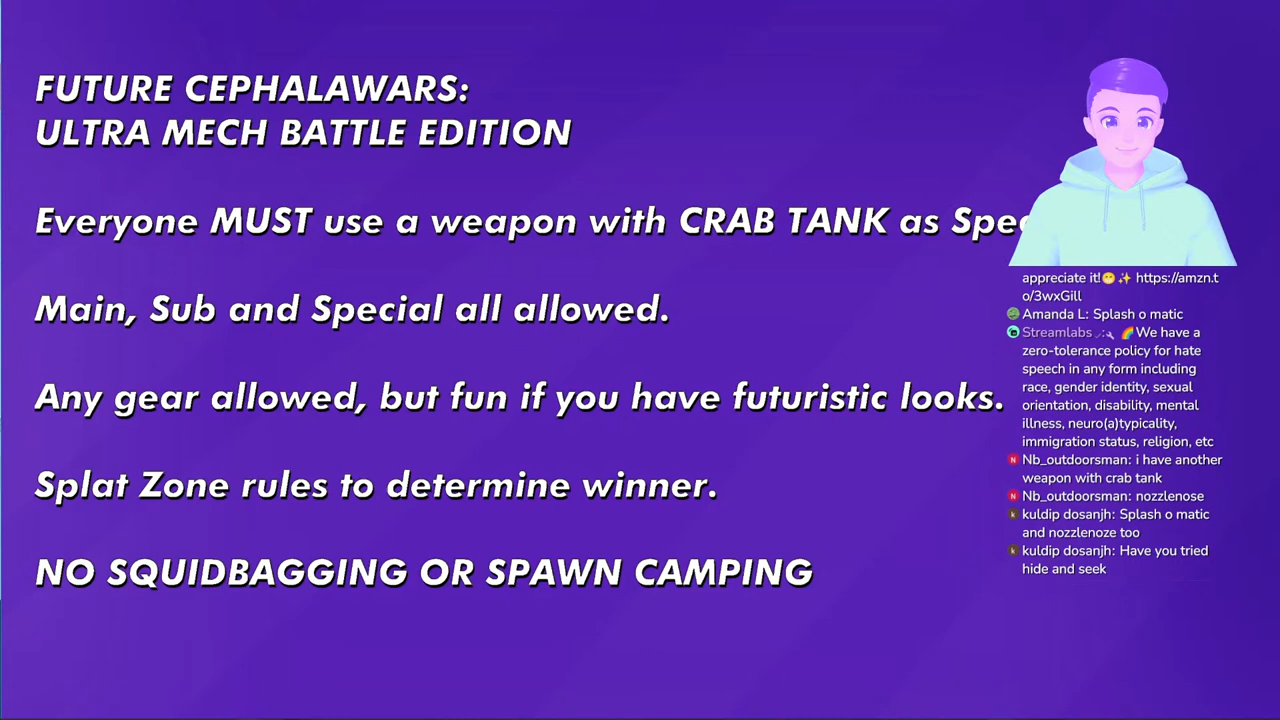 FUTURE CEPHALAWARS:
ULTRA MECH BATTLE EDITION
Everyone MUST use a weapon with CRAB TANK as Spec
Main, Sub and Special all allowed.
Any gear allowed, but fun if you have futuristic looks.
Splat Zone rules to determine winner.
NO SQUIDBAGGING OR SPAWN CAMPING
appreciate it!😁✨ https://amzn.t
o/3wxGill
Amanda L: Splash o matic
Streamlabs 🌈We have a
zero-tolerance policy for hate
speech in any form including
race, gender identity, sexual
orientation, disability, mental
illness, neuro(a)typicality,
immigration status, religion, etc
N Nb_outdoorsman: i have another
weapon with crab tank
N Nb_outdoorsman: nozzlenose
k kuldip dosanjh: Splash o matic
and nozzlenoze too
k kuldip dosanjh: Have you tried
hide and seek